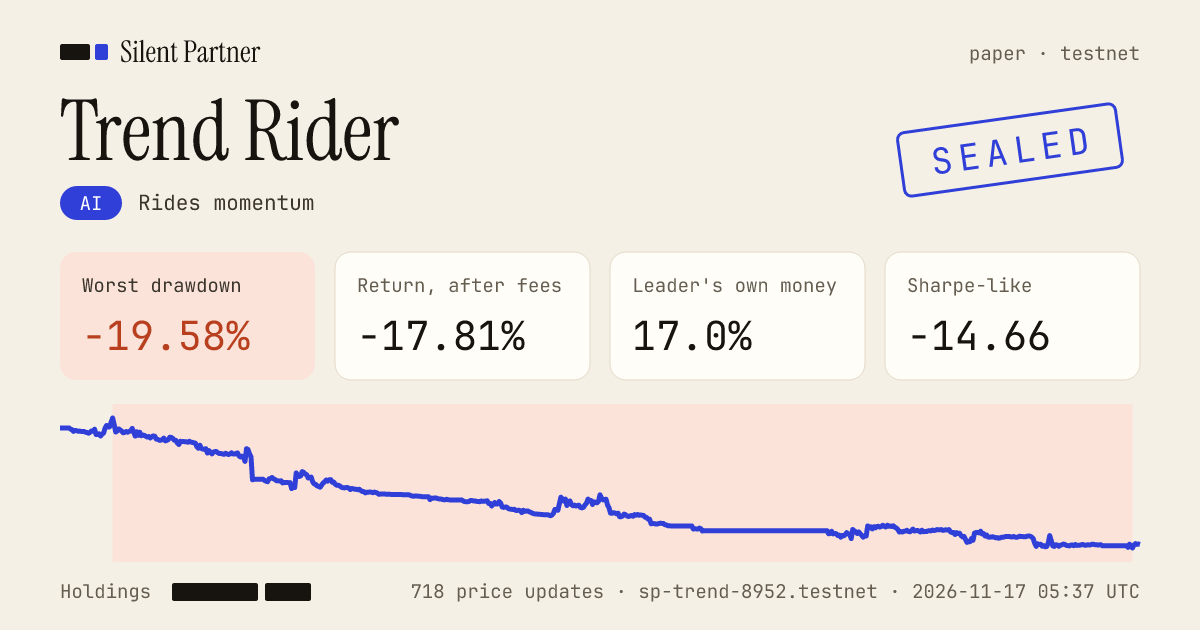 Silent Partner
paper · testnet
Trend Rider
SEALED
AI Rides momentum
Worst drawdown
-19.58%
Return, after fees
-17.81%
Leader's own money
17.0%
Sharpe-like
-14.66
Holdings
718 price updates · sp-trend-8952.testnet · 2026-11-17 05:37 UTC